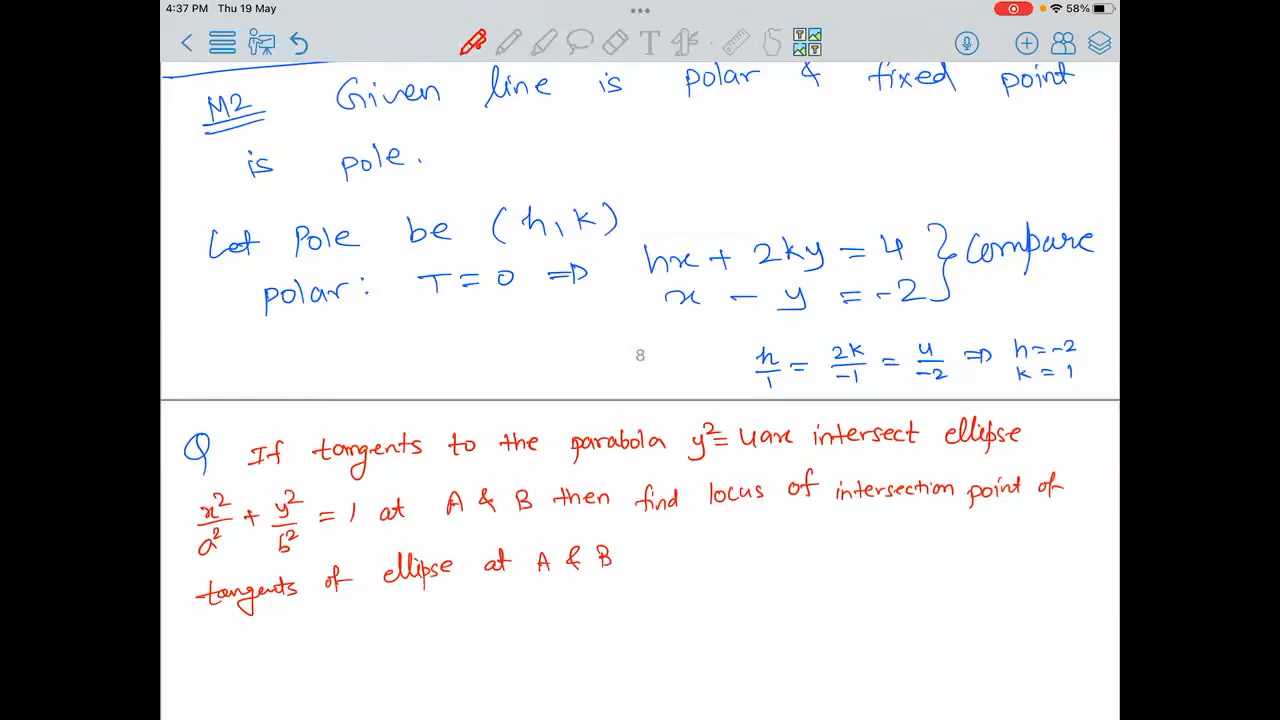 4:37 PM Thu 19 May
58%
M2 Given line is polar & fixed point
is pole.
Let Pole be (h, k)
polar: T = 0 ⇒ hx + 2ky = 4 } Compare
x - y = -2
h/1 = 2k/-1 = 4/-2 ⇒ h = -2
k = 1
8
Q If tangents to the parabola y² = 4ax intersect ellipse
x²/a² + y²/b² = 1 at A & B then find locus of intersection point of
tangents of ellipse at A & B